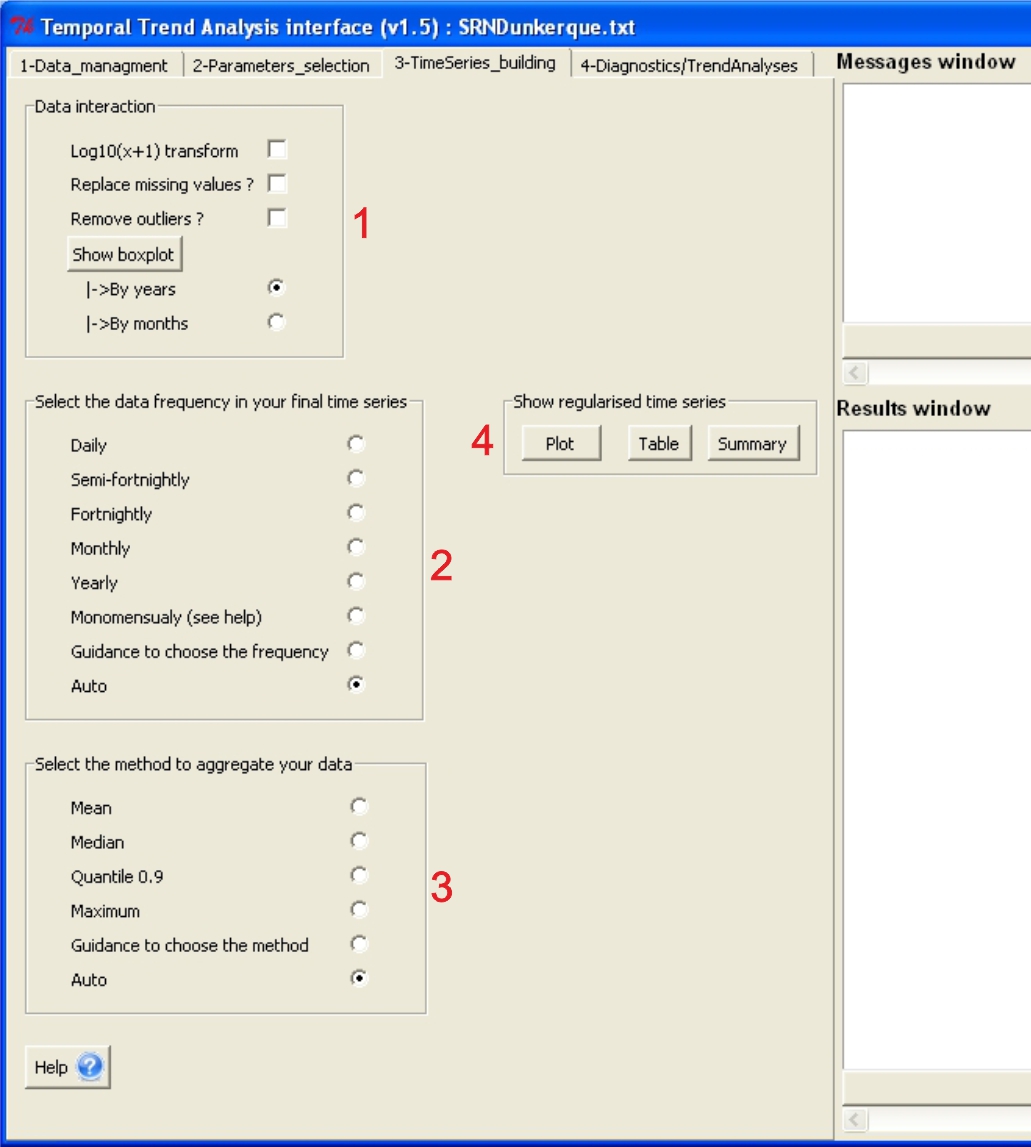 Temporal Trend Analysis interface (v1.5) : SRNDunkerque.txt
1-Data_managment 2-Parameters_selection 3-TimeSeries_building 4-Diagnostics/TrendAnalyses Messages window
Data interaction
Log10(x+1) transform
Replace missing values ?
Remove outliers ?
1
Show boxplot
|->By years
|->By months
Select the data frequency in your final time series
Show regularised time series
Results window
Daily
4 Plot Table Summary
Semi-fortnightly
Fortnightly
Monthly
2
Yearly
Monomensualy (see help)
Guidance to choose the frequency
Auto
Select the method to aggregate your data
Mean
Median
Quantile 0.9
3
Maximum
Guidance to choose the method
Auto
Help ?